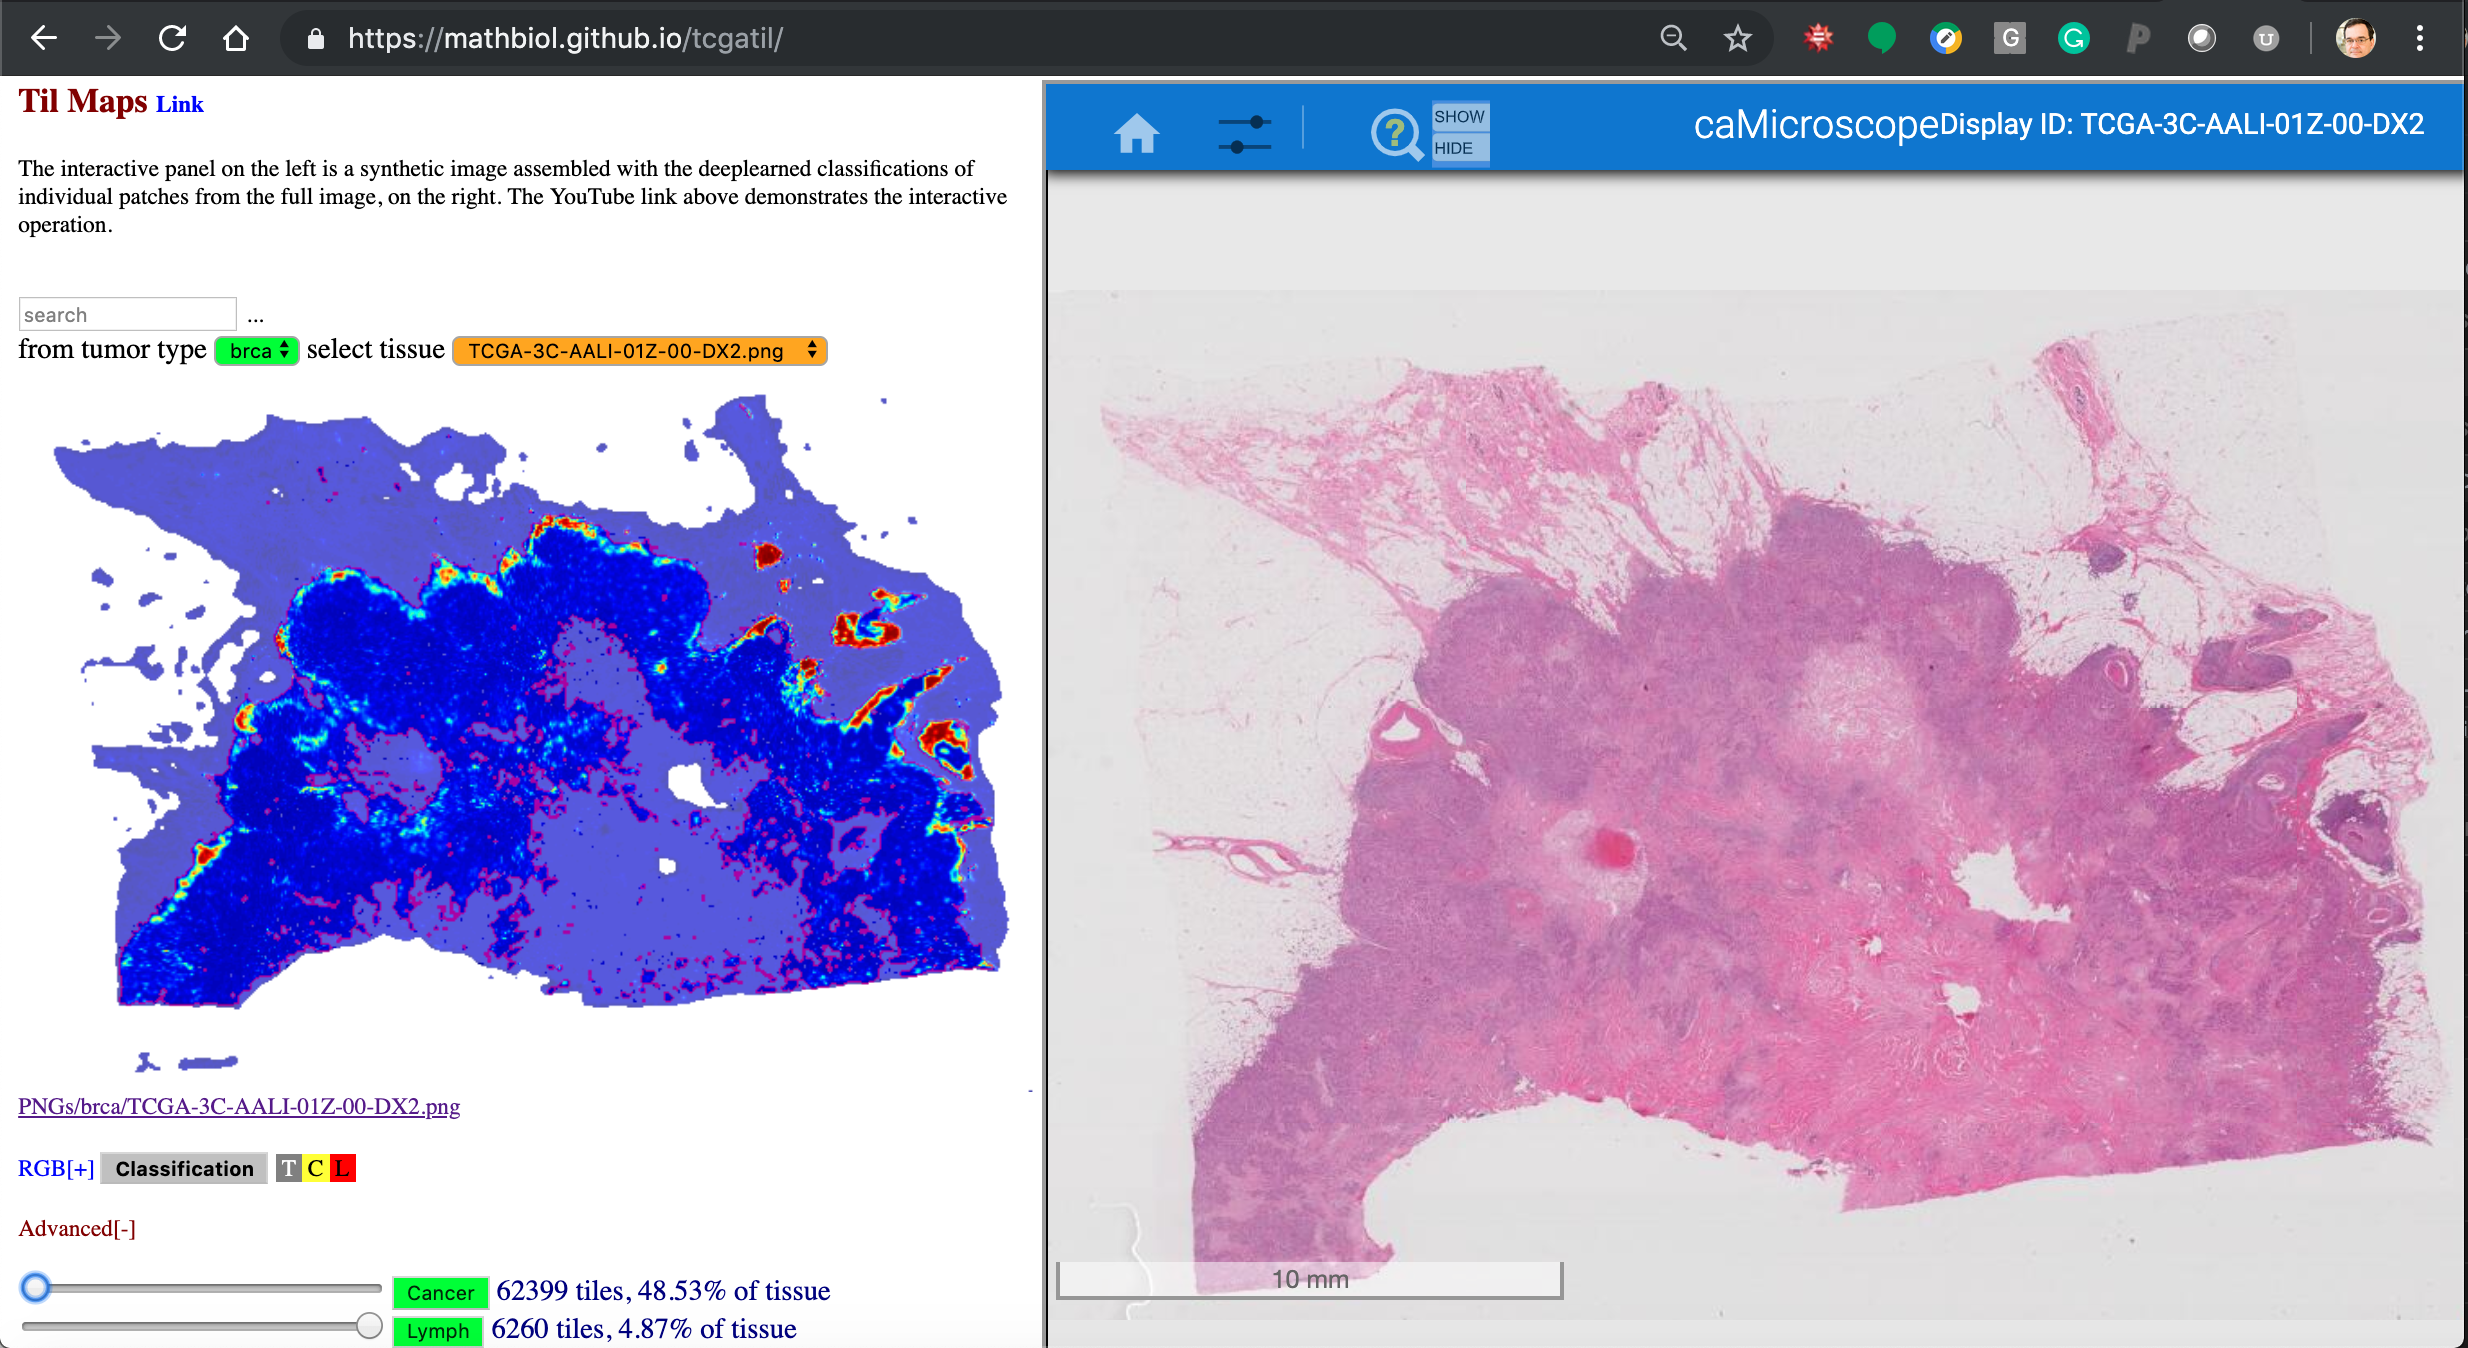 https://mathbiol.github.io/tcgatil/
G
G
P
U
Til Maps Link
The interactive panel on the left is a synthetic image assembled with the deeplearned classifications of
individual patches from the full image, on the right. The YouTube link above demonstrates the interactive
operation.
search ...
from tumor type brca select tissue TCGA-3C-AALI-01Z-00-DX2.png
PNGs/brca/TCGA-3C-AALI-01Z-00-DX2.png
RGB[+] Classification T C L
Advanced[-]
Cancer 62399 tiles, 48.53% of tissue
Lymph 6260 tiles, 4.87% of tissue
?
SHOW
HIDE
caMicroscopeDisplay ID: TCGA-3C-AALI-01Z-00-DX2
10 mm